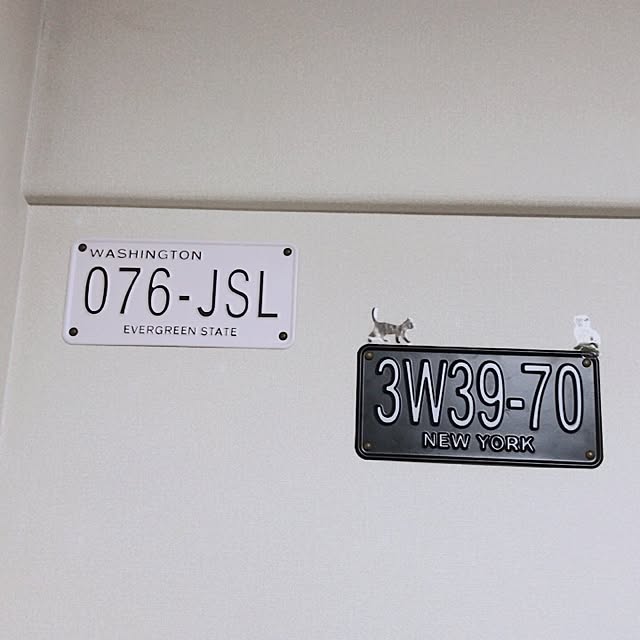 WASHINGTON
076-JSL
EVERGREEN STATE
3W39-70
NEW YORK